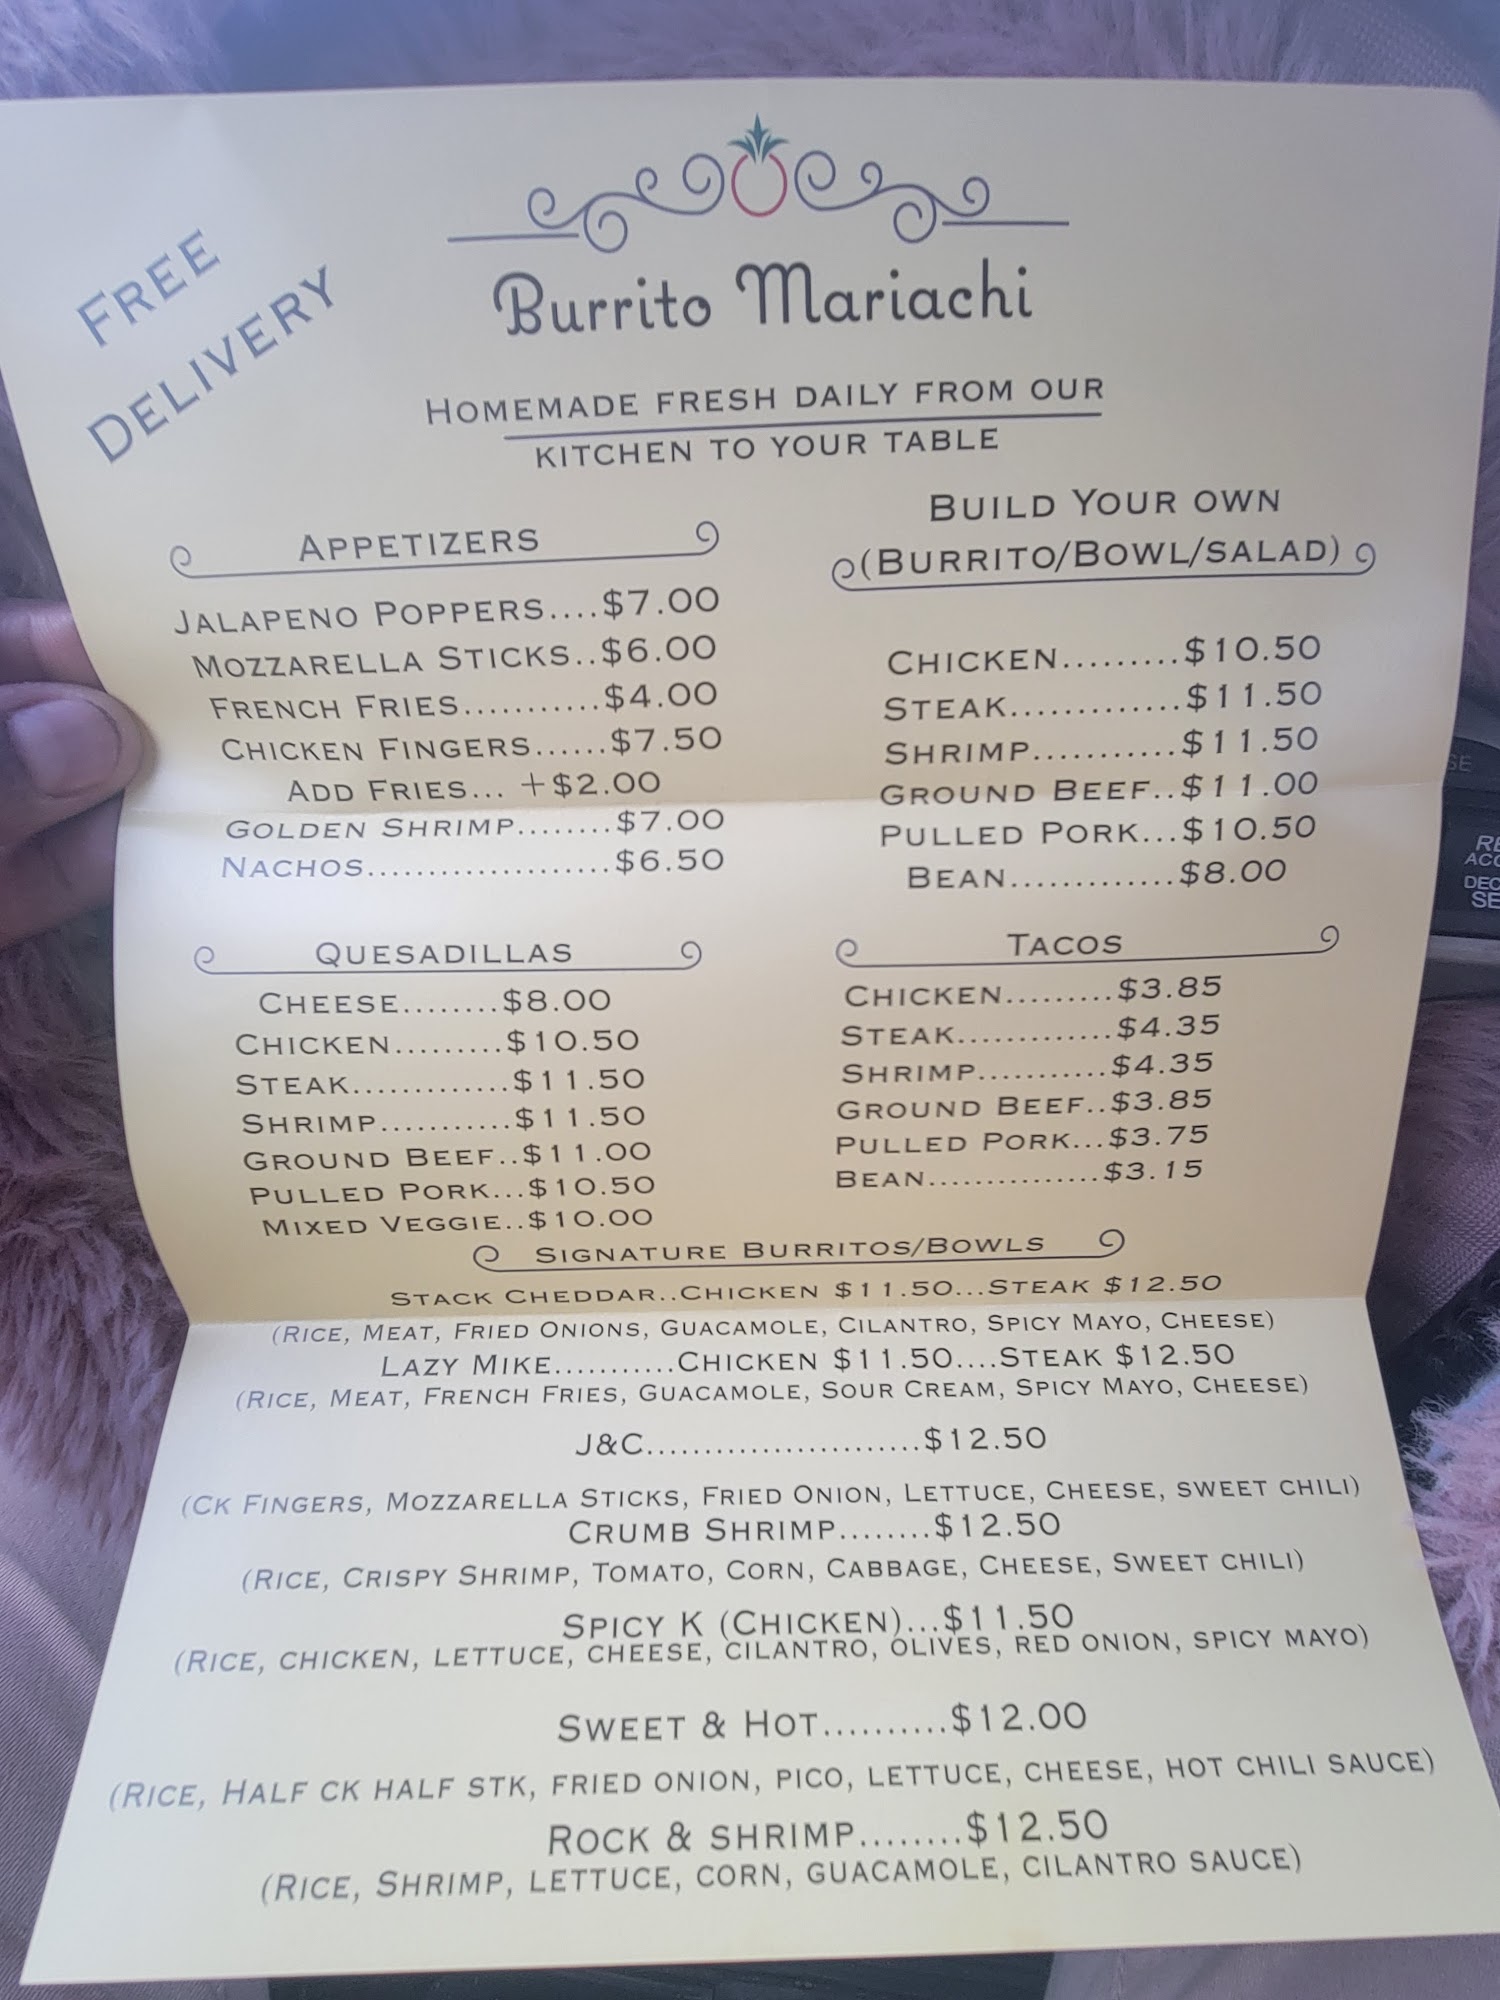 FREE
DELIVERY
Burrito Mariachi
HOMEMADE FRESH DAILY FROM OUR
KITCHEN TO YOUR TABLE
APPETIZERS
JALAPENO POPPERS....$7.00
MOZZARELLA STICKS..$6.00
FRENCH FRIES............$4.00
CHICKEN FINGERS......$7.50
ADD FRIES... +$2.00
GOLDEN SHRIMP........$7.00
NACHOS.....................$6.50
BUILD YOUR OWN
(BURRITO/BOWL/SALAD)
CHICKEN.........$10.50
STEAK.............$11.50
SHRIMP...........$11.50
GROUND BEEF..$11.00
PULLED PORK...$10.50
BEAN.............$8.00
QUESADILLAS
CHEESE........$8.00
CHICKEN.........$10.50
STEAK.............$11.50
SHRIMP...........$11.50
GROUND BEEF..$11.00
PULLED PORK...$10.50
MIXED VEGGIE..$10.00
TACOS
CHICKEN.........$3.85
STEAK.............$4.35
SHRIMP...........$4.35
GROUND BEEF..$3.85
PULLED PORK...$3.75
BEAN...............$3.15
SIGNATURE BURRITOS/BOWLS
STACK CHEDDAR..CHICKEN $11.50...STEAK $12.50
(RICE, MEAT, FRIED ONIONS, GUACAMOLE, CILANTRO, SPICY MAYO, CHEESE)
LAZY MIKE...........CHICKEN $11.50....STEAK $12.50
(RICE, MEAT, FRENCH FRIES, GUACAMOLE, SOUR CREAM, SPICY MAYO, CHEESE)
J&C........................$12.50
(CK FINGERS, MOZZARELLA STICKS, FRIED ONION, LETTUCE, CHEESE, SWEET CHILI)
CRUMB SHRIMP........$12.50
(RICE, CRISPY SHRIMP, TOMATO, CORN, CABBAGE, CHEESE, SWEET CHILI)
SPICY K (CHICKEN)...$11.50
(RICE, CHICKEN, LETTUCE, CHEESE, CILANTRO, OLIVES, RED ONION, SPICY MAYO)
SWEET & HOT..........$12.00
(RICE, HALF CK HALF STK, FRIED ONION, PICO, LETTUCE, CHEESE, HOT CHILI SAUCE)
ROCK & SHRIMP........$12.50
(RICE, SHRIMP, LETTUCE, CORN, GUACAMOLE, CILANTRO SAUCE)